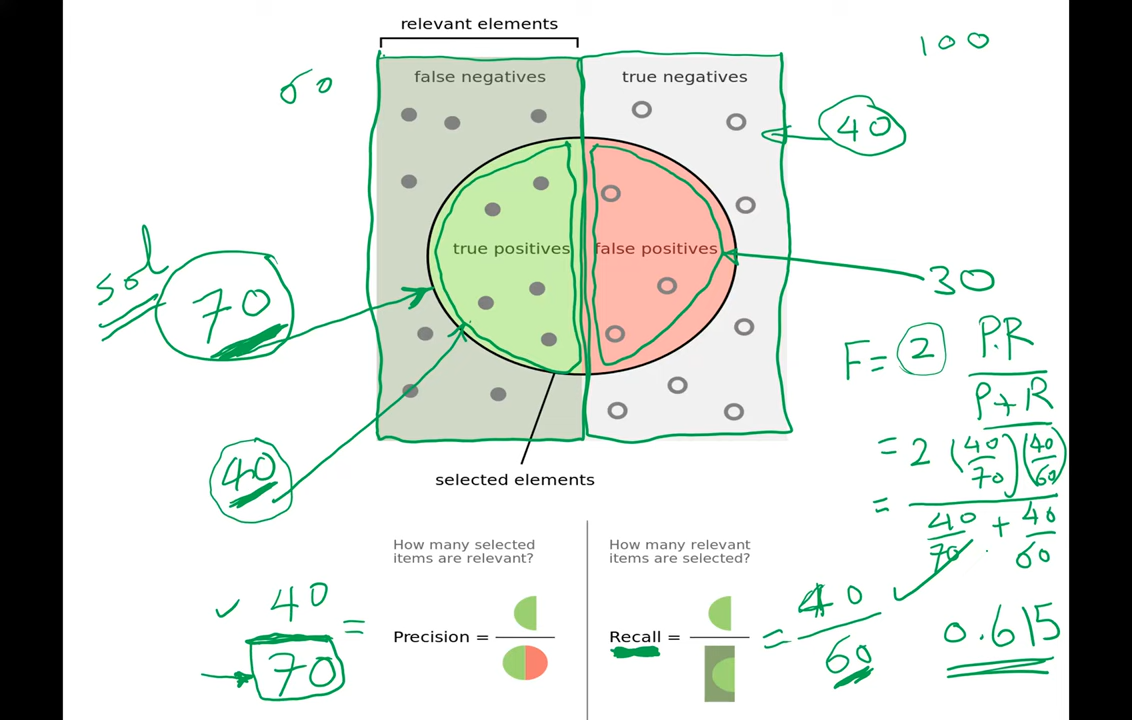 relevant elements
100
false negatives
true negatives
60
40
true positives
false positives
sol
70
30
F = 2 P.R / P+R
40
= 2 (40/70)(40/60)
= 40/70 + 40/60
selected elements
How many selected
items are relevant?
How many relevant
items are selected?
✓ 40 / 70 =
Precision =
Recall =
= 40 / 60
0.615